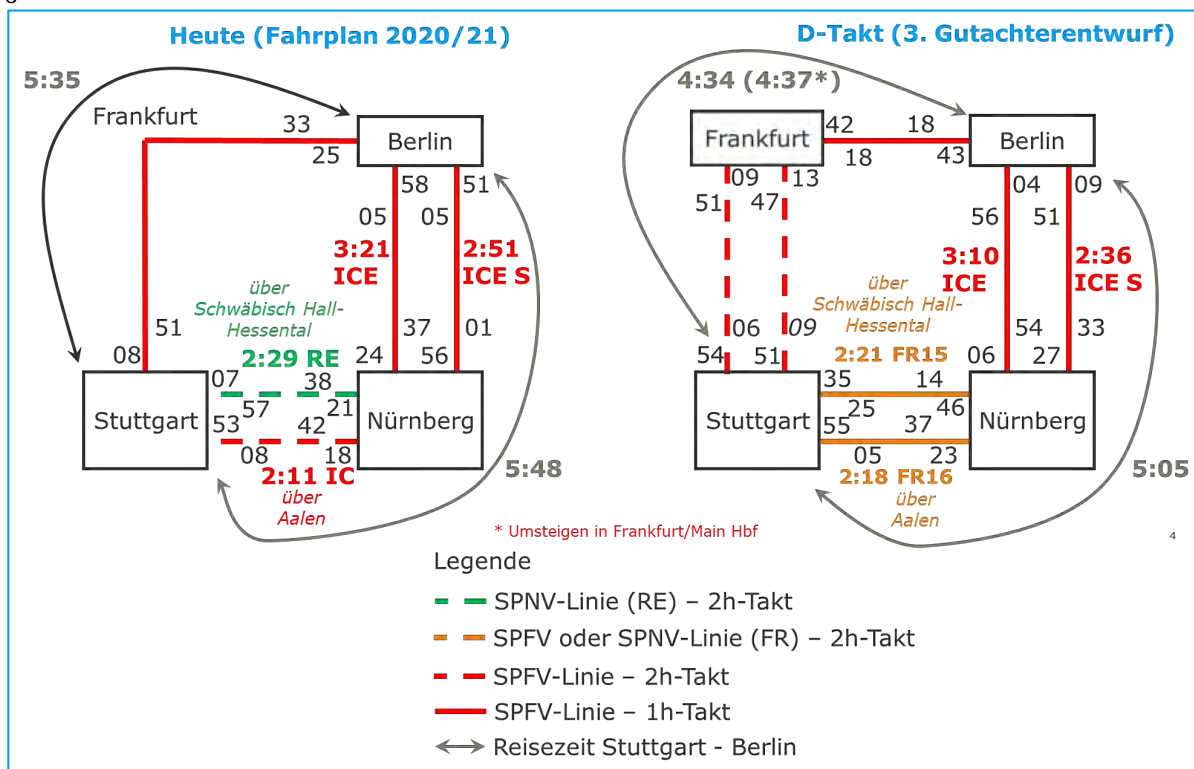 Heute (Fahrplan 2020/21)
5:35
Frankfurt
33
Berlin
25
58
51
05
05
3:21
ICE
2:51
ICE S
über
Schwäbisch Hall-
Hessental
51
37
01
08
2:29 RE
24
56
07
38
Stuttgart
57
21
Nürnberg
53
42
08
18
2:11 IC
5:48
über
Aalen
D-Takt (3. Gutachterentwurf)
4:34 (4:37*)
Frankfurt
42
18
Berlin
18
43
09
13
04
09
51
47
56
51
3:10
ICE
2:36
ICE S
über
Schwäbisch Hall-
Hessental
06
09
54
33
54
51
2:21 FR15
06
27
35
14
Stuttgart
25
46
Nürnberg
55
37
05
23
2:18 FR16
5:05
über
Aalen
* Umsteigen in Frankfurt/Main Hbf
4
Legende
SPNV-Linie (RE) – 2h-Takt
SPFV oder SPNV-Linie (FR) – 2h-Takt
SPFV-Linie – 2h-Takt
SPFV-Linie – 1h-Takt
Reisezeit Stuttgart - Berlin